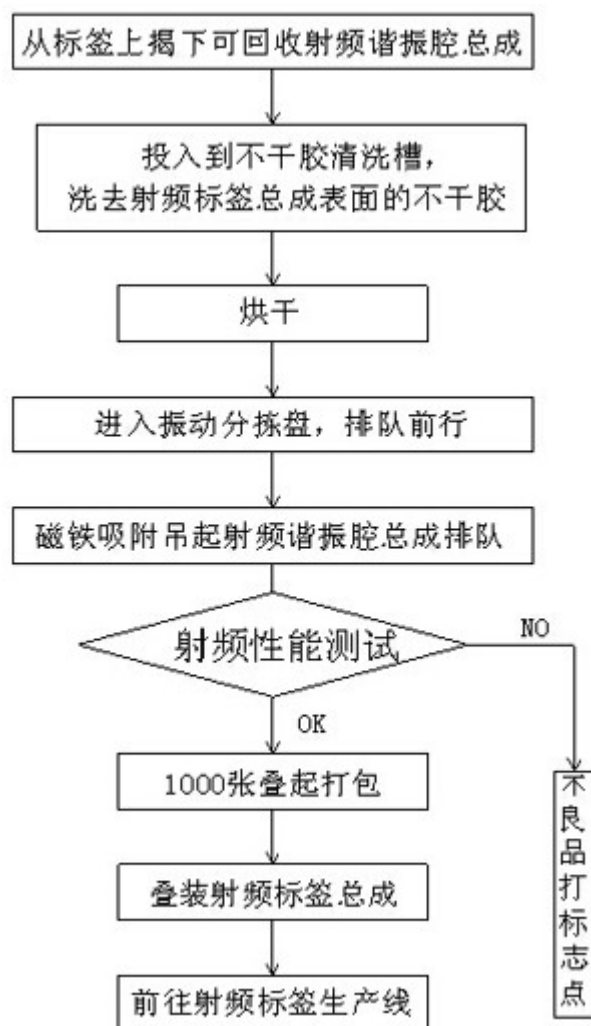 从标签上揭下可回收射频谐振腔总成
投入到不干胶清洗槽，
洗去射频标签总成表面的不干胶
烘干
进入振动分拣盘，排队前行
磁铁吸附吊起射频谐振腔总成排队
射频性能测试
NO
OK
1000张叠起打包
叠装射频标签总成
前往射频标签生产线
不良品打标志点